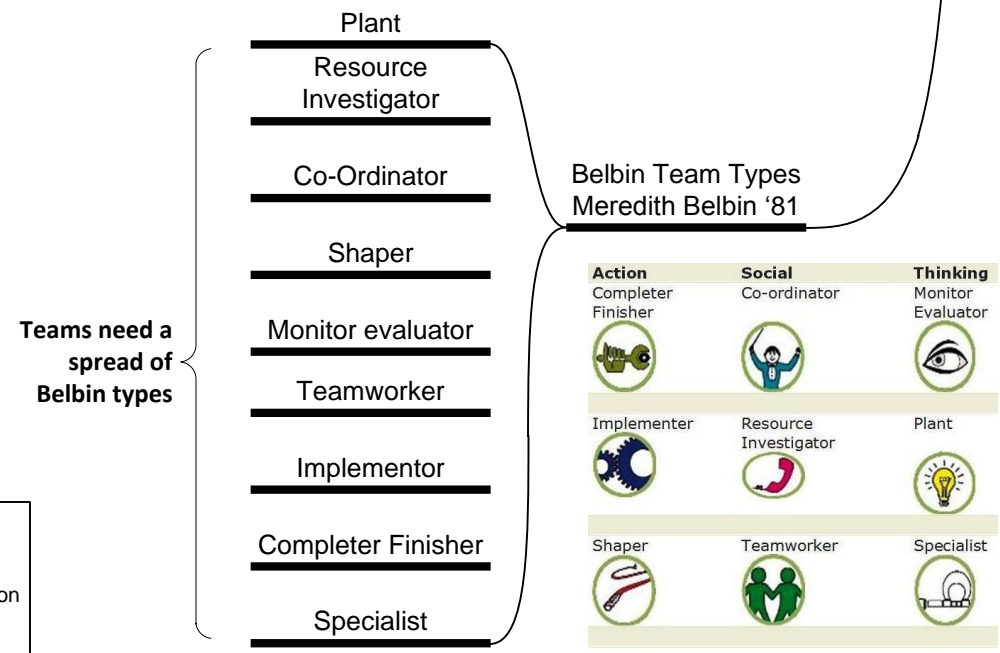 Plant
Resource
Investigator
Co-Ordinator
Shaper
Monitor evaluator
Teamworker
Implementor
Completer Finisher
Specialist
Teams need a
spread of
Belbin types
Belbin Team Types
Meredith Belbin ‘81
Action Social Thinking
Completer
Finisher
Co-ordinator
Monitor
Evaluator
Implementer
Resource
Investigator
Plant
Shaper
Teamworker
Specialist
on